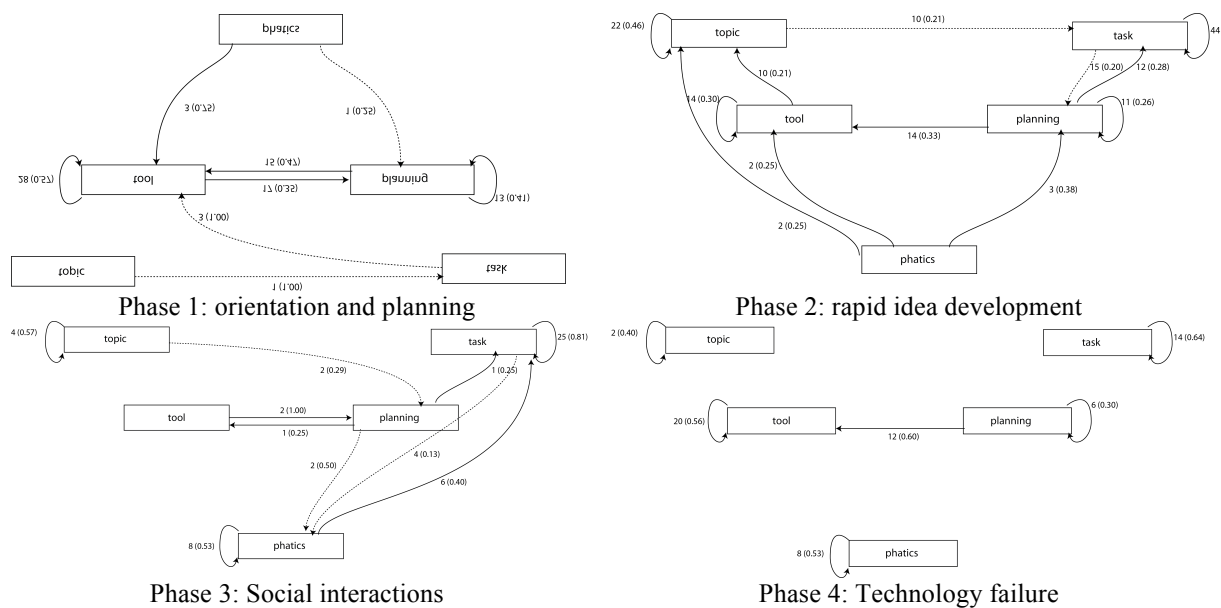 phatics
3 (0.75)
1 (0.25)
15 (0.47)
tool
planning
28 (0.57)
17 (0.35)
13 (0.41)
3 (1.00)
topic
task
1 (1.00)
Phase 1: orientation and planning
22 (0.46)
topic
10 (0.21)
task
44
10 (0.21)
15 (0.20)
12 (0.28)
14 (0.30)
11 (0.26)
tool
planning
14 (0.33)
2 (0.25)
3 (0.38)
2 (0.25)
phatics
Phase 2: rapid idea development
4 (0.57)
topic
task
25 (0.81)
2 (0.29)
1 (0.25)
tool
2 (1.00)
planning
1 (0.25)
4 (0.13)
2 (0.50)
6 (0.40)
8 (0.53)
phatics
Phase 3: Social interactions
2 (0.40)
topic
task
14 (0.64)
6 (0.30)
20 (0.56)
tool
planning
12 (0.60)
8 (0.53)
phatics
Phase 4: Technology failure